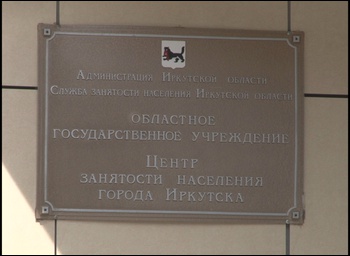 Администрация Иркутской области
Служба занятости населения Иркутской области
Областное
государственное учреждение
Центр
занятости населения
города Иркутска